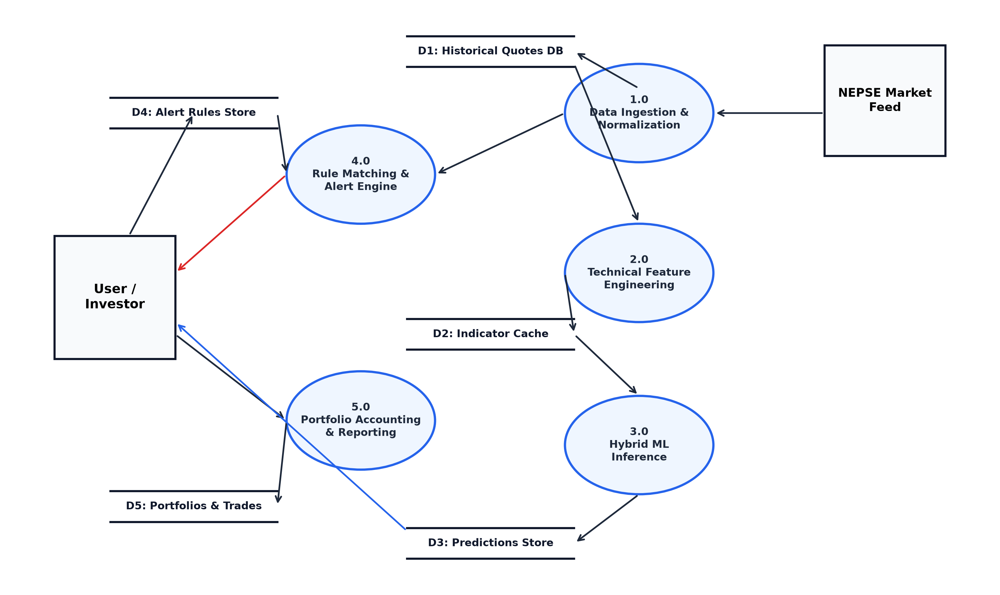 D1: Historical Quotes DB
NEPSE Market
Feed
1.0
Data Ingestion &
Normalization
D4: Alert Rules Store
4.0
Rule Matching &
Alert Engine
2.0
Technical Feature
Engineering
User /
Investor
D2: Indicator Cache
5.0
Portfolio Accounting
& Reporting
3.0
Hybrid ML
Inference
D5: Portfolios & Trades
D3: Predictions Store